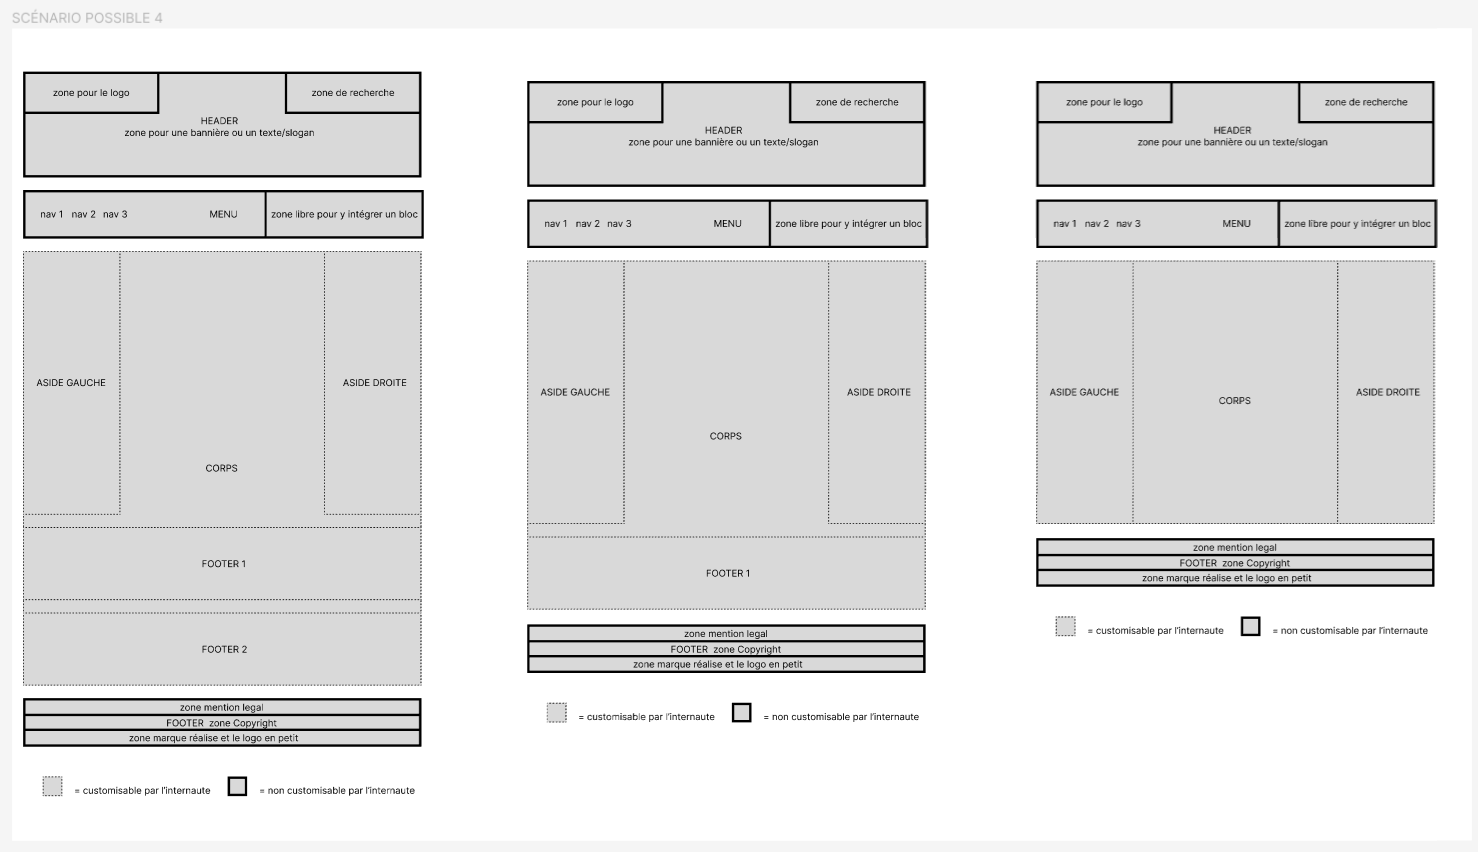 SCÉNARIO POSSIBLE 4
zone pour le logo
zone de recherche
HEADER
zone pour une bannière ou un texte/slogan
nav 1 nav 2 nav 3 MENU zone libre pour y intégrer un bloc
ASIDE GAUCHE
ASIDE DROITE
CORPS
FOOTER 1
FOOTER 2
zone mention legal
FOOTER zone Copyright
zone marque réalise et le logo en petit
= customisable par l'internaute
= non customisable par l'internaute
zone pour le logo
zone de recherche
HEADER
zone pour une bannière ou un texte/slogan
nav 1 nav 2 nav 3 MENU zone libre pour y intégrer un bloc
ASIDE GAUCHE
ASIDE DROITE
CORPS
FOOTER 1
zone mention legal
FOOTER zone Copyright
zone marque réalise et le logo en petit
= customisable par l'internaute
= non customisable par l'internaute
zone pour le logo
zone de recherche
HEADER
zone pour une bannière ou un texte/slogan
nav 1 nav 2 nav 3 MENU zone libre pour y intégrer un bloc
ASIDE GAUCHE
ASIDE DROITE
CORPS
zone mention legal
FOOTER zone Copyright
zone marque réalise et le logo en petit
= customisable par l'internaute
= non customisable par l'internaute